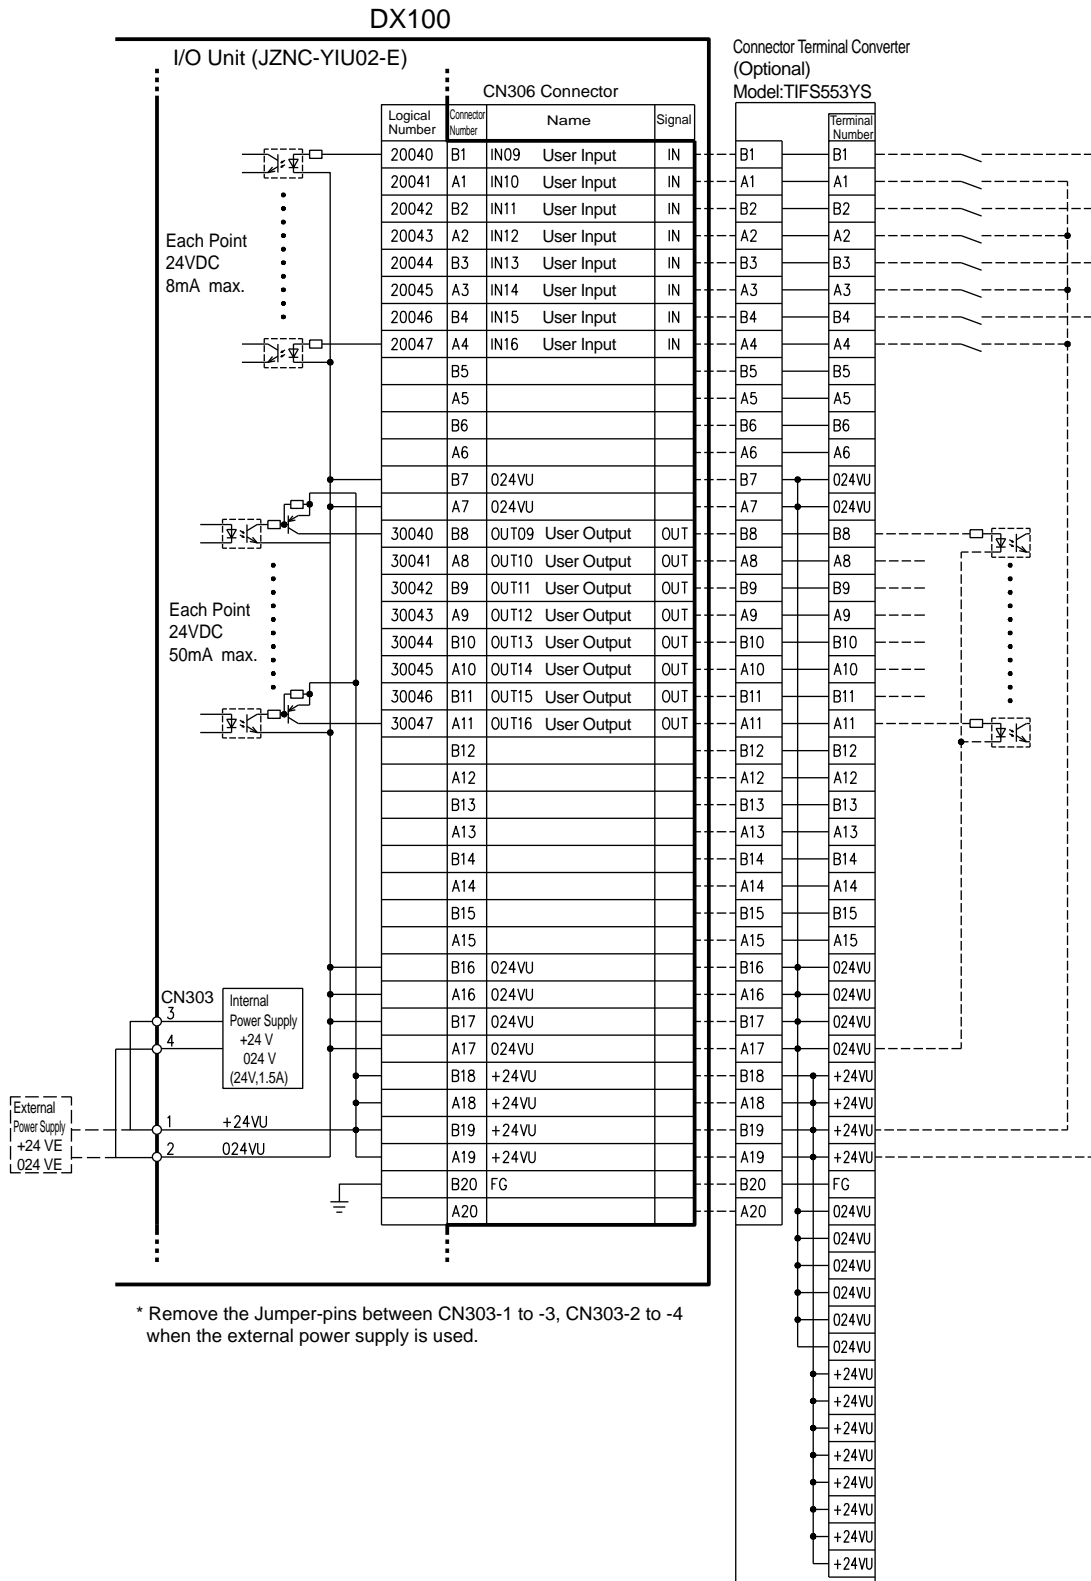 DX100
I/O Unit (JZNC-YIU02-E)
Connector Terminal Converter
(Optional)
Model:TIFS553YS
CN306 Connector
Logical Number Connector Number Name Signal Terminal Number
20040 B1 IN09 User Input IN B1 B1
20041 A1 IN10 User Input IN A1 A1
20042 B2 IN11 User Input IN B2 B2
20043 A2 IN12 User Input IN A2 A2
20044 B3 IN13 User Input IN B3 B3
20045 A3 IN14 User Input IN A3 A3
20046 B4 IN15 User Input IN B4 B4
20047 A4 IN16 User Input IN A4 A4
Each Point
24VDC
8mA max.
B5 B5 B5
A5 A5 A5
B6 B6 B6
A6 A6 A6
B7 024VU B7 024VU
A7 024VU A7 024VU
30040 B8 OUT09 User Output OUT B8 B8
30041 A8 OUT10 User Output OUT A8 A8
30042 B9 OUT11 User Output OUT B9 B9
30043 A9 OUT12 User Output OUT A9 A9
30044 B10 OUT13 User Output OUT B10 B10
30045 A10 OUT14 User Output OUT A10 A10
30046 B11 OUT15 User Output OUT B11 B11
30047 A11 OUT16 User Output OUT A11 A11
Each Point
24VDC
50mA max.
B12 B12 B12
A12 A12 A12
B13 B13 B13
A13 A13 A13
B14 B14 B14
A14 A14 A14
B15 B15 B15
A15 A15 A15
B16 024VU B16 024VU
A16 024VU A16 024VU
B17 024VU B17 024VU
A17 024VU A17 024VU
B18 +24VU B18 +24VU
A18 +24VU A18 +24VU
B19 +24VU B19 +24VU
A19 +24VU A19 +24VU
B20 FG B20 FG
A20 A20 024VU
024VU
024VU
024VU
024VU
024VU
+24VU
+24VU
+24VU
+24VU
+24VU
+24VU
+24VU
+24VU
CN303
3
4
Internal
Power Supply
+24 V
024 V
(24V,1.5A)
External
Power Supply
+24 VE
024 VE
1 +24VU
2 024VU
* Remove the Jumper-pins between CN303-1 to -3, CN303-2 to -4
when the external power supply is used.